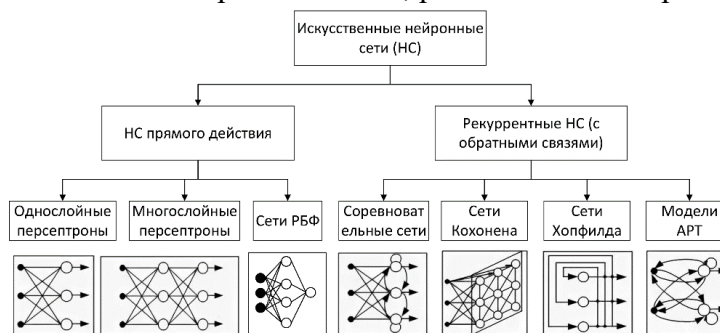 Искусственные нейронные
сети (НС)
НС прямого действия
Рекуррентные НС (с
обратными связями)
Однослойные
персептроны
Многослойные
персептроны
Сети РБФ
Соревноват
ельные сети
Сети
Кохонена
Сети
Хопфилда
Модели
АРТ